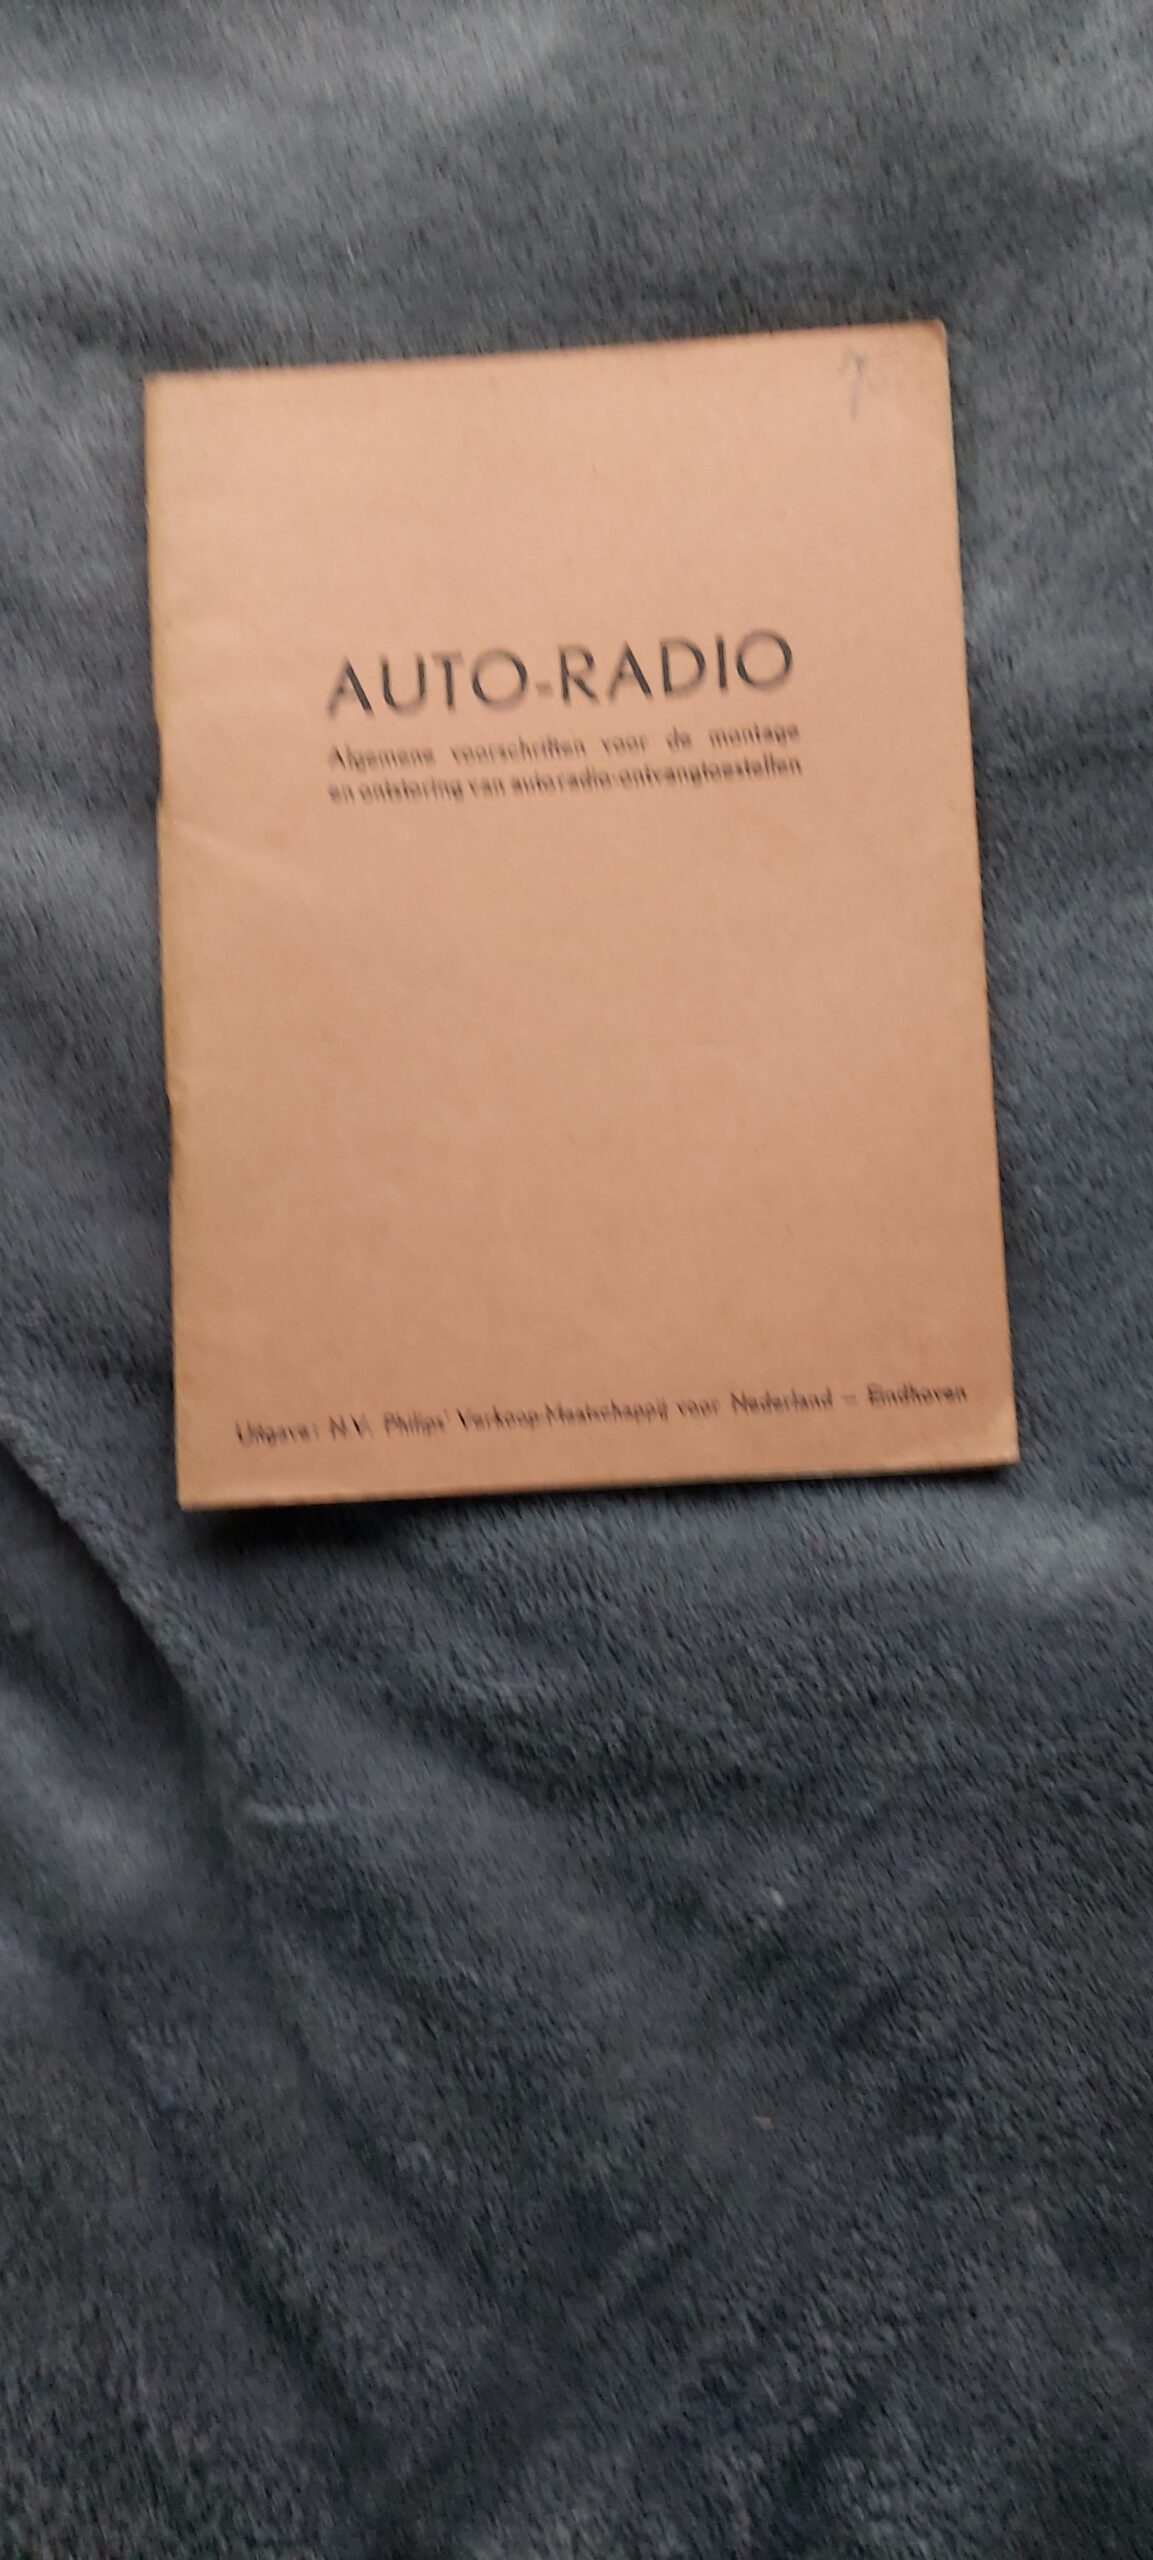 7
AUTO-RADIO
Algemene voorschriften voor de montage
en ontstoring van autoradio-ontvangtoestellen
Uitgave: N.V. Philips' Verkoop-Maatschappij voor Nederland – Eindhoven